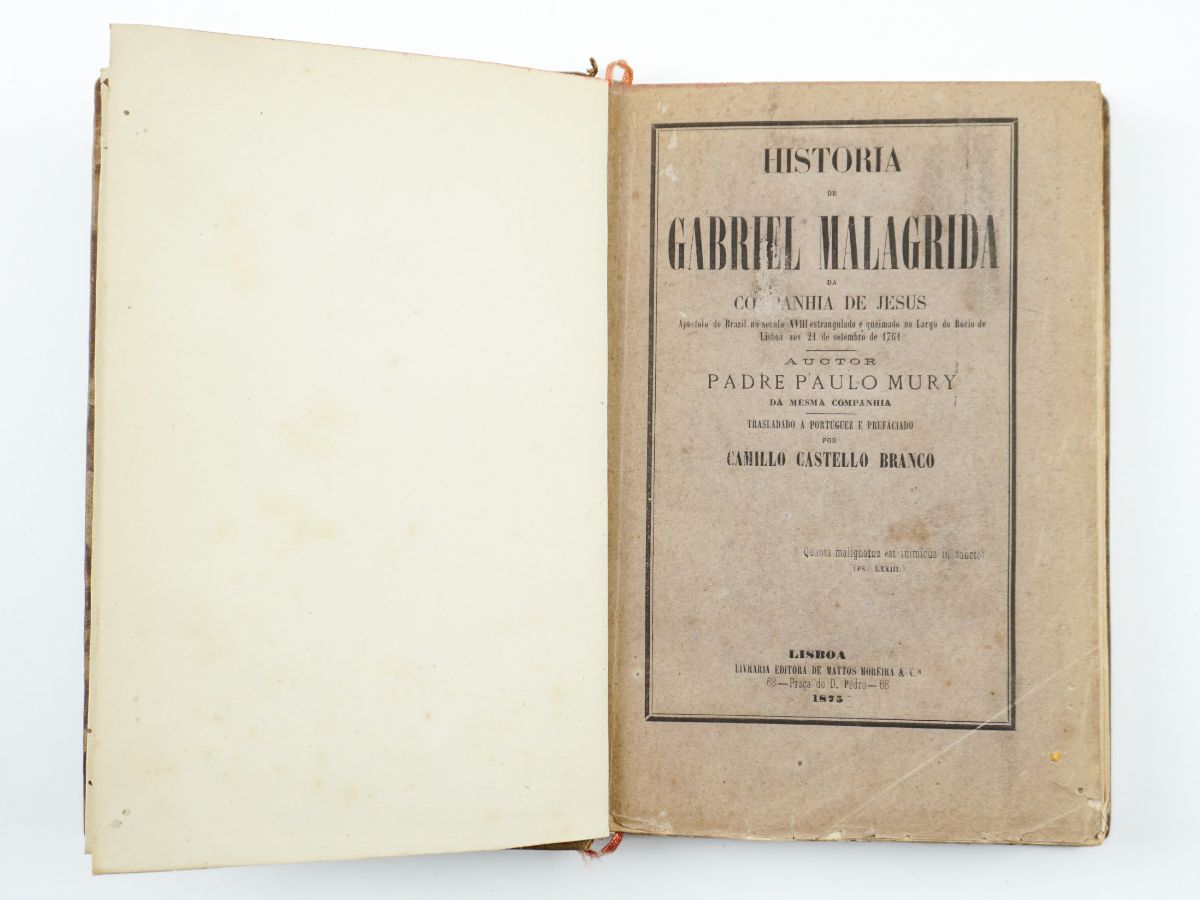 HISTORIA
DE
GABRIEL MALAGRIDA
DA
COMPANHIA DE JESUS
Apostolo do Brazil no seculo XVIII estrangulado e queimado no Largo do Rocio de
Lisboa aos 21 de setembro de 1761
AUCTOR
PADRE PAULO MURY
DA MESMA COMPANHIA
TRASLADADO A PORTUGUEZ E PREFACIADO
POR
CAMILLO CASTELLO BRANCO
Quanta malignatus est inimicus in sancto
(PS. LXXIII.)
LISBOA
LIVRARIA EDITORA DE MATTOS MOREIRA & C.ª
68—Praça do D. Pedro—68
1875